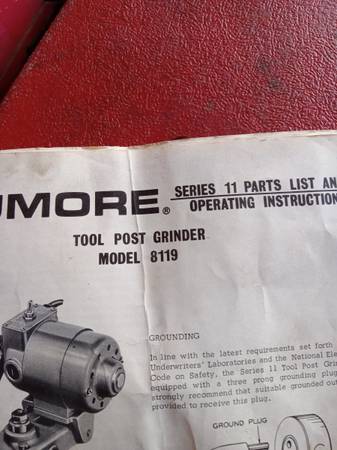 UMORE®
SERIES 11 PARTS LIST AN
OPERATING INSTRUCTION
TOOL POST GRINDER
MODEL 8119
GROUNDING
In line with the latest requirements set forth
Underwriters' Laboratories and the National Ele
Code on Safety, the Series 11 Tool Post Grin
equipped with a three prong grounding plug
strongly recommend that suitable grounded out
provided to receive this plug.
GROUND PLUG